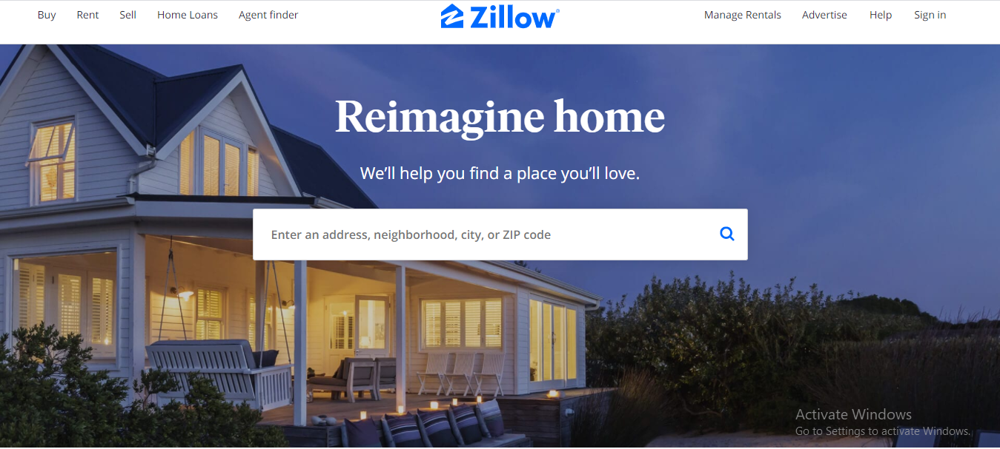 Buy Rent Sell Home Loans Agent finder Zillow® Manage Rentals Advertise Help Sign in
Reimagine home
We’ll help you find a place you’ll love.
Enter an address, neighborhood, city, or ZIP code
Activate Windows
Go to Settings to activate Windows.